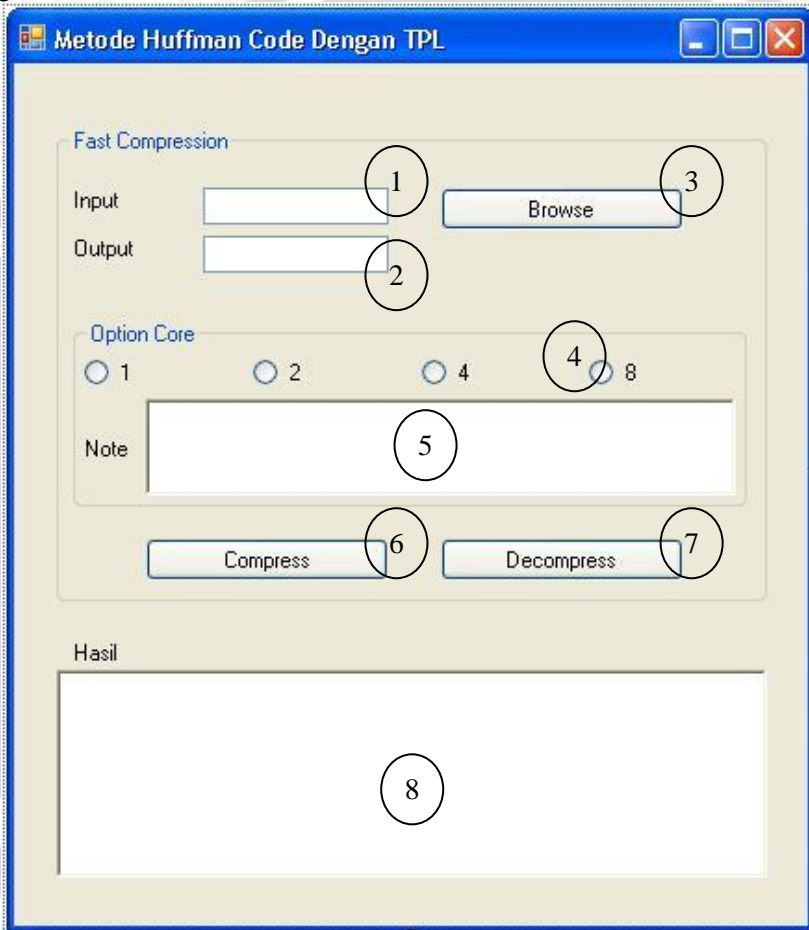 Metode Huffman Code Dengan TPL
Fast Compression
Input 1 Browse 3
Output 2
Option Core
1 2 4 4 8
Note 5
Compress 6 Decompress 7
Hasil
8